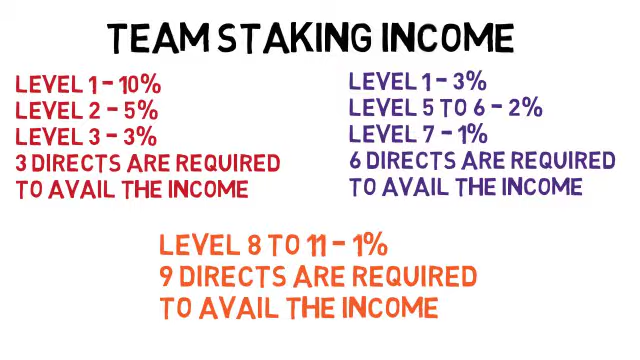 TEAM STAKING INCOME
LEVEL 1 - 10%
LEVEL 2 - 5%
LEVEL 3 - 3%
3 DIRECTS ARE REQUIRED
TO AVAIL THE INCOME
LEVEL 1 - 3%
LEVEL 5 TO 6 - 2%
LEVEL 7 - 1%
6 DIRECTS ARE REQUIRED
TO AVAIL THE INCOME
LEVEL 8 TO 11 - 1%
9 DIRECTS ARE REQUIRED
TO AVAIL THE INCOME